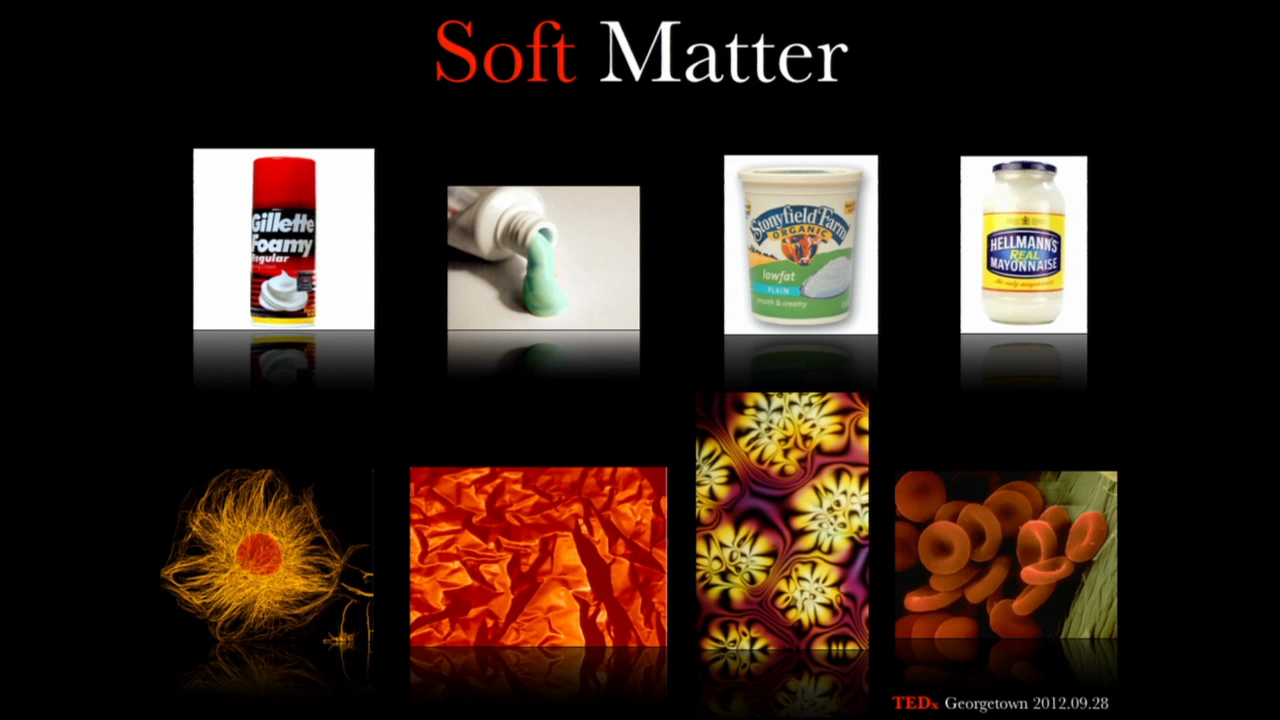 Soft Matter
Gillette
Foamy
Regular
Stonyfield Farm
ORGANIC
lowfat
PLAIN
smooth & creamy
HELLMANN'S
REAL
MAYONNAISE
TEDx Georgetown 2012.09.28